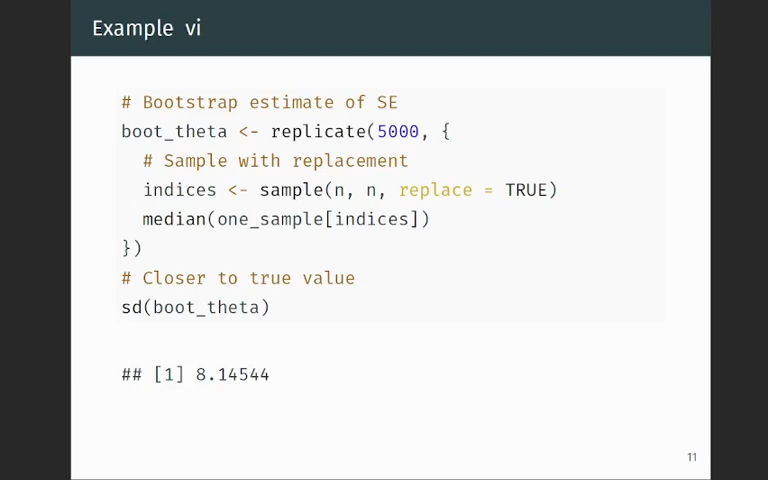 Example vi
# Bootstrap estimate of SE
boot_theta <- replicate(5000, {
# Sample with replacement
indices <- sample(n, n, replace = TRUE)
median(one_sample[indices])
})
# Closer to true value
sd(boot_theta)
## [1] 8.14544
11